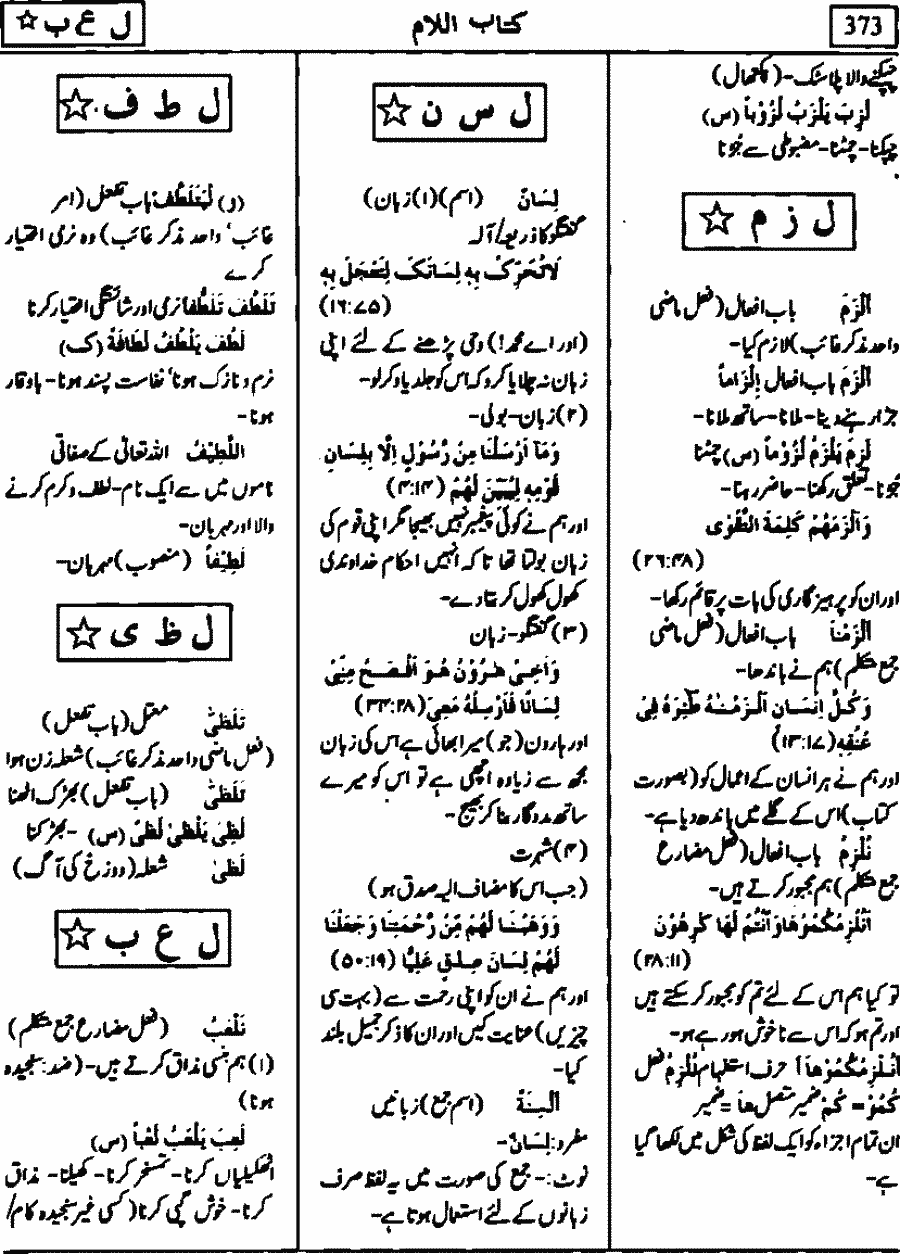 373
کتاب اللام
ل ع ب ☆
چپکنے والا پلاسٹک-(کتحال)
لَزِبَ یَلْزَبُ لُزُوْباً (س)
چپکنا-چمٹنا-مضبوطی سے جُڑنا
ل ز م ☆
اَلْزَمَ باب افعال(فعل ماضی
واحد مذکر غائب)لازم کیا-
اَلْزَمَ باب افعال اِلْزَاماً
جڑا رہنے دینا-ملانا-ساتھ ملانا-
لَزِمَ یَلْزَمُ لُزُوْماً (س)چمٹنا
جُڑنا-تعلق رکھنا-حاضر رہنا-
وَاَلْزَمَهُمْ كَلِمَةَ التَّقْوٰى
(۲۶:۴۸)
اور ان کو پرہیزگاری کی بات پر قائم رکھا-
اَلْزَمْنَا باب افعال(فعل ماضی
جمع متکلم)ہم نے باندھا-
وَكُلَّ اِنْسَانٍ اَلْزَمْنٰهُ طٰٓئِرَهٗ فِیْ
عُنُقِهٖ(۱۳:۱۷)
اور ہم نے ہر انسان کے اعمال کو(بصورت
کتاب)اس کے گلے میں باندھ دیا ہے-
نُلْزِمُ باب افعال(فعل مضارع
جمع متکلم)ہم مجبور کرتے ہیں-
اَنُلْزِمُكُمُوْهَاوَاَنْتُمْ لَهَا كٰرِهُوْنَ
(۲۸:۱۱)
تو کیا ہم اس کے لئے تم کو مجبور کر سکتے ہیں
اور تم ہو کہ اس سے ناخوش ہو رہے ہو-
اَنُلْزِمُكُمُوْهَا أ حرف استفہام نُلْزِمُ فعل
كُمُوْ= كُمْ ضمیر متصل هَا =ضمیر
ان تمام اجزاء کو ایک لفظ کی شکل میں لکھا گیا
ہے-
ل س ن ☆
لِسَانٌ (اسم)(۱)زبان)
گفتگو کا ذریعہ/آلہ
لَاتُحَرِّكْ بِهٖ لِسَانَكَ لِتَعْجَلَ بِهٖ
(۱۶:۷۵)
(اور اے محمد!)وحی پڑھنے کے لئے اپنی
زبان نہ چلایا کرو کہ اس کو جلد یاد کر لو-
(۲)زبان-بولی-
وَمَآ اَرْسَلْنَا مِنْ رَّسُوْلٍ اِلَّا بِلِسَانِ
قَوْمِهٖ لِیُبَیِّنَ لَهُمْ (۴:۱۴)
اور ہم نے کوئی پیغمبر نہیں بھیجا مگر اپنی قوم کی
زبان بولتا تھا تا کہ انہیں احکام خداوندی
کھول کھول کر بتا دے-
(۳)گفتگو-زبان
وَاَخِیْ هٰرُوْنُ هُوَ اَفْصَحُ مِنِّیْ
لِسَانًا فَاَرْسِلْهُ مَعِیَ(۳۴:۲۸)
اور ہارون(جو)میرا بھائی ہے اس کی زبان
مجھ سے زیادہ اچھی ہے تو اس کو میرے
ساتھ مددگار بنا کر بھیج-
(۴)شہرت
(جب اس کا مضاف الیہ صدق ہو)
وَوَهَبْنَا لَهُمْ مِّنْ رَّحْمَتِنَا وَجَعَلْنَا
لَهُمْ لِسَانَ صِدْقٍ عَلِیًّا (۵۰:۱۹)
اور ہم نے ان کو اپنی رحمت سے(بہت سی
چیزیں)عنایت کیں اور ان کا ذکر جمیل بلند
کیا-
اَلْسِنَةٌ (اسم جمع)زبانیں
مفرد:لِسَانٌ-
نوٹ:-جمع کی صورت میں یہ لفظ صرف
زبانوں کے لئے استعمال ہوتا ہے-
ل ط ف ☆
(و)لْیَتَلَطَّفْ باب تفعل(امر
غائب' واحد مذکر غائب)وہ نرمی اختیار
کرے
تَلَطَّفَ تَلَطُّفاً نرمی اور شائستگی اختیار کرنا
لَطُفَ یَلْطُفُ لَطَافَةً (ک)
نرم و نازک ہونا' نفاست پسند ہونا-باوقار
ہونا-
اَللَّطِیْفُ اللہ تعالیٰ کے صفاتی
ناموں میں سے ایک نام-لطف و کرم کرنے
والا اور مہربان-
لَطِیْفاً (منصوب)مہربان-
ل ظ ی ☆
تَلَظّٰی معتل(باب تفعل)
(فعل ماضی واحد مذکر غائب)شعلہ زن ہوا
تَلَظّٰی (باب تفعل)بھڑک اٹھنا
لَظِیَ یَلْظٰی لَظًی (س) -بھڑکنا
لَظٰی شعلہ(دوزخ کی آگ)
ل ع ب ☆
نَلْعَبُ (فعل مضارع جمع متکلم)
(۱)ہم ہنسی مذاق کرتے ہیں-(ضد:سنجیدہ
ہونا)
لَعِبَ یَلْعَبُ لَعْباً (س)
اٹھکیلیاں کرنا-تمسخر کرنا-کھیلنا-مذاق
کرنا-خوش گپی کرنا(کسی غیر سنجیدہ کام/